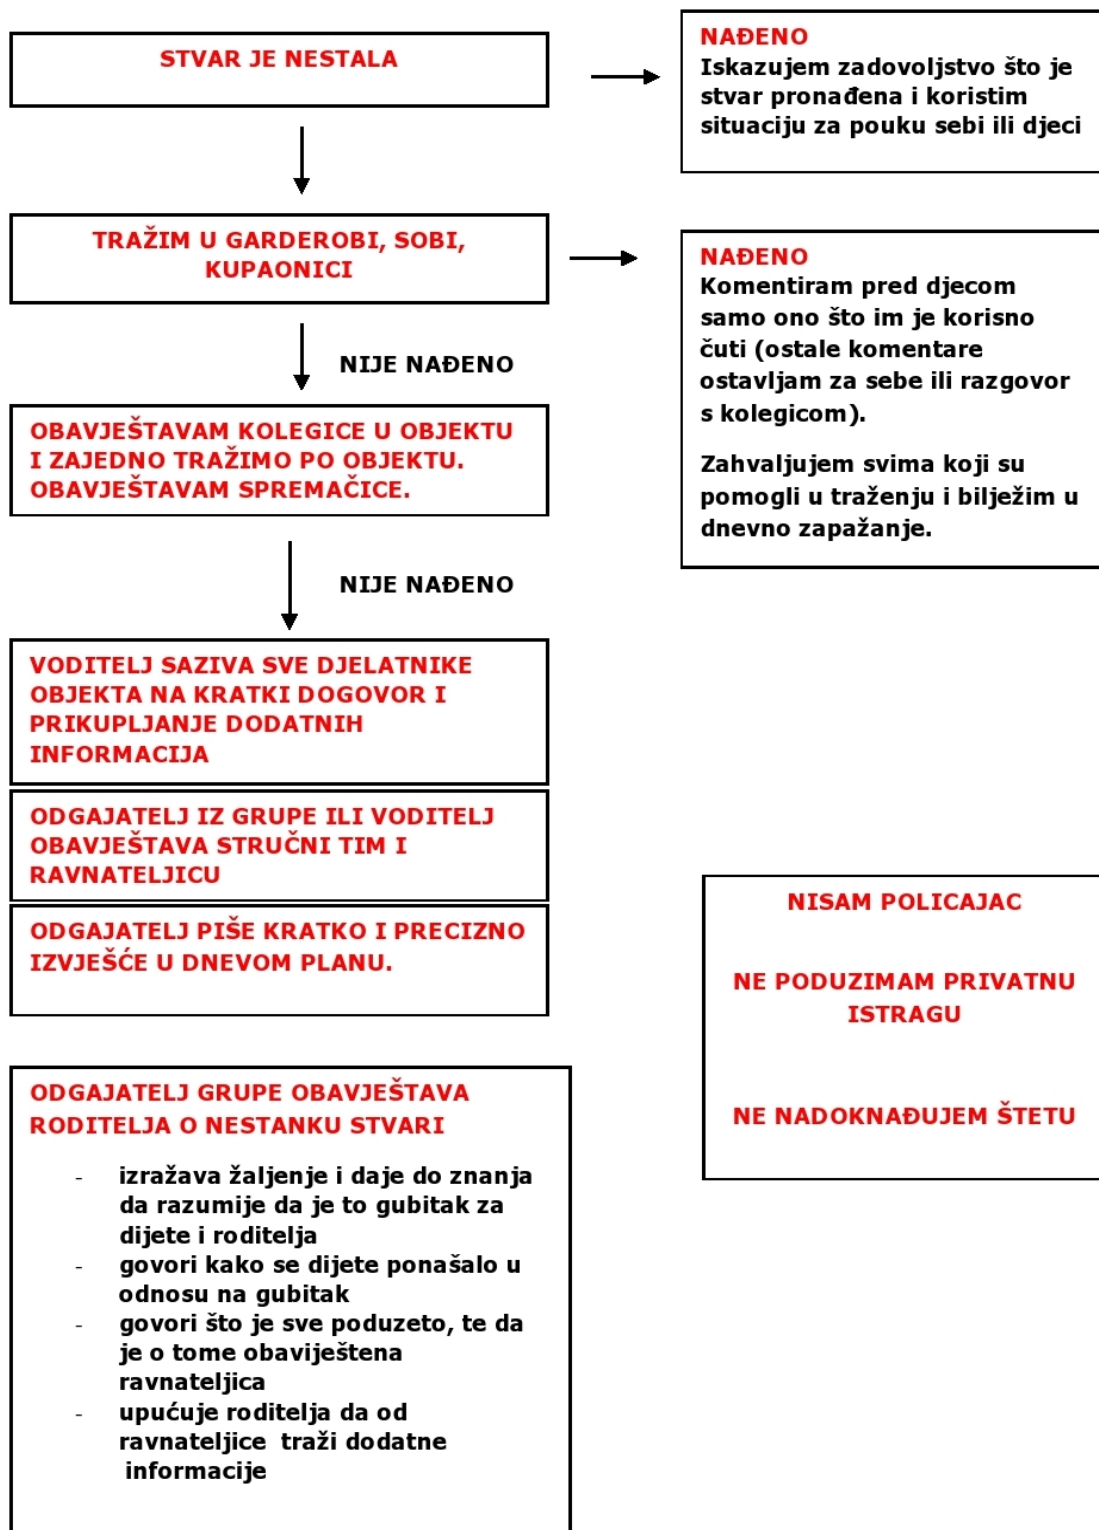 STVAR JE NESTALA
NAĐENO
Iskazujem zadovoljstvo što je
stvar pronađena i koristim
situaciju za pouku sebi ili djeci
TRAŽIM U GARDEROBI, SOBI,
KUPAONICI
NAĐENO
Komentiram pred djecom
samo ono što im je korisno
čuti (ostale komentare
ostavljam za sebe ili razgovor
s kolegicom).
Zahvaljujem svima koji su
pomogli u traženju i bilježim u
dnevno zapažanje.
NIJE NAĐENO
OBAVJEŠTAVAM KOLEGICE U OBJEKTU
I ZAJEDNO TRAŽIMO PO OBJEKTU.
OBAVJEŠTAVAM SPREMAČICE.
NIJE NAĐENO
VODITELJ SAZIVA SVE DJELATNIKE
OBJEKTA NA KRATKI DOGOVOR I
PRIKUPLJANJE DODATNIH
INFORMACIJA
ODGAJATELJ IZ GRUPE ILI VODITELJ
OBAVJEŠTAVA STRUČNI TIM I
RAVNATELJICU
ODGAJATELJ PIŠE KRATKO I PRECIZNO
IZVJEŠĆE U DNEVOM PLANU.
NISAM POLICAJAC
NE PODUZIMAM PRIVATNU
ISTRAGU
NE NADOKNAĐUJEM ŠTETU
ODGAJATELJ GRUPE OBAVJEŠTAVA
RODITELJA O NESTANKU STVARI
- izražava žaljenje i daje do znanja
da razumije da je to gubitak za
dijete i roditelja
- govori kako se dijete ponašalo u
odnosu na gubitak
- govori što je sve poduzeto, te da
je o tome obaviještena
ravnateljica
- upućuje roditelja da od
ravnateljice traži dodatne
informacije